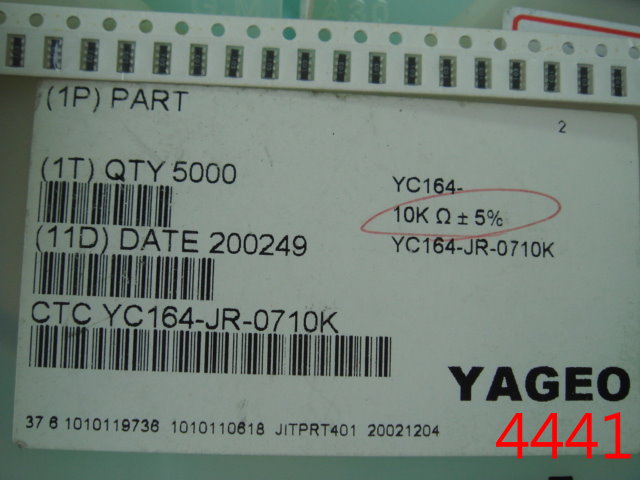 (1P) PART
2
(1T) QTY 5000
YC164-
10K Ω ± 5%
(11D) DATE 200249
YC164-JR-0710K
CTC YC164-JR-0710K
YAGEO
37 6 1010119736 1010110618 JITPRT401 20021204
4441